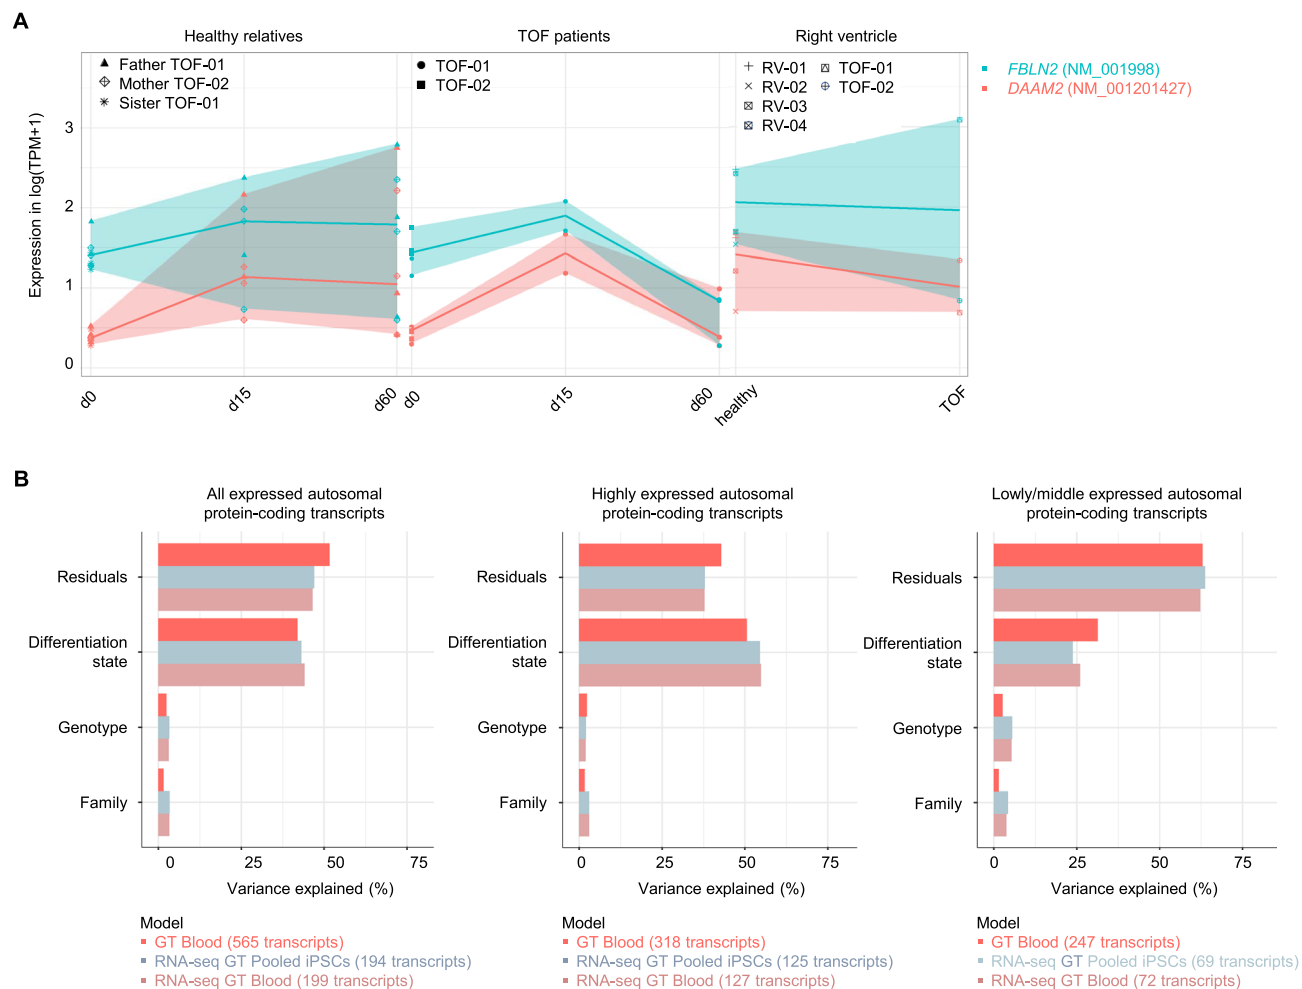 A
Healthy relatives
TOF patients
Right ventricle
Father TOF-01
Mother TOF-02
Sister TOF-01
TOF-01
TOF-02
RV-01
RV-02
RV-03
RV-04
TOF-01
TOF-02
FBLN2 (NM_001998)
DAAM2 (NM_001201427)
Expression in log(TPM+1)
3
2
1
0
d0
d15
d60
d0
d15
d60
healthy
TOF
B
All expressed autosomal
protein-coding transcripts
Residuals
Differentiation
state
Genotype
Family
0
25
50
75
Variance explained (%)
Model
GT Blood (565 transcripts)
RNA-seq GT Pooled iPSCs (194 transcripts)
RNA-seq GT Blood (199 transcripts)
Highly expressed autosomal
protein-coding transcripts
Residuals
Differentiation
state
Genotype
Family
0
25
50
75
Variance explained (%)
Model
GT Blood (318 transcripts)
RNA-seq GT Pooled iPSCs (125 transcripts)
RNA-seq GT Blood (127 transcripts)
Lowly/middle expressed autosomal
protein-coding transcripts
Residuals
Differentiation
state
Genotype
Family
0
25
50
75
Variance explained (%)
Model
GT Blood (247 transcripts)
RNA-seq GT Pooled iPSCs (69 transcripts)
RNA-seq GT Blood (72 transcripts)